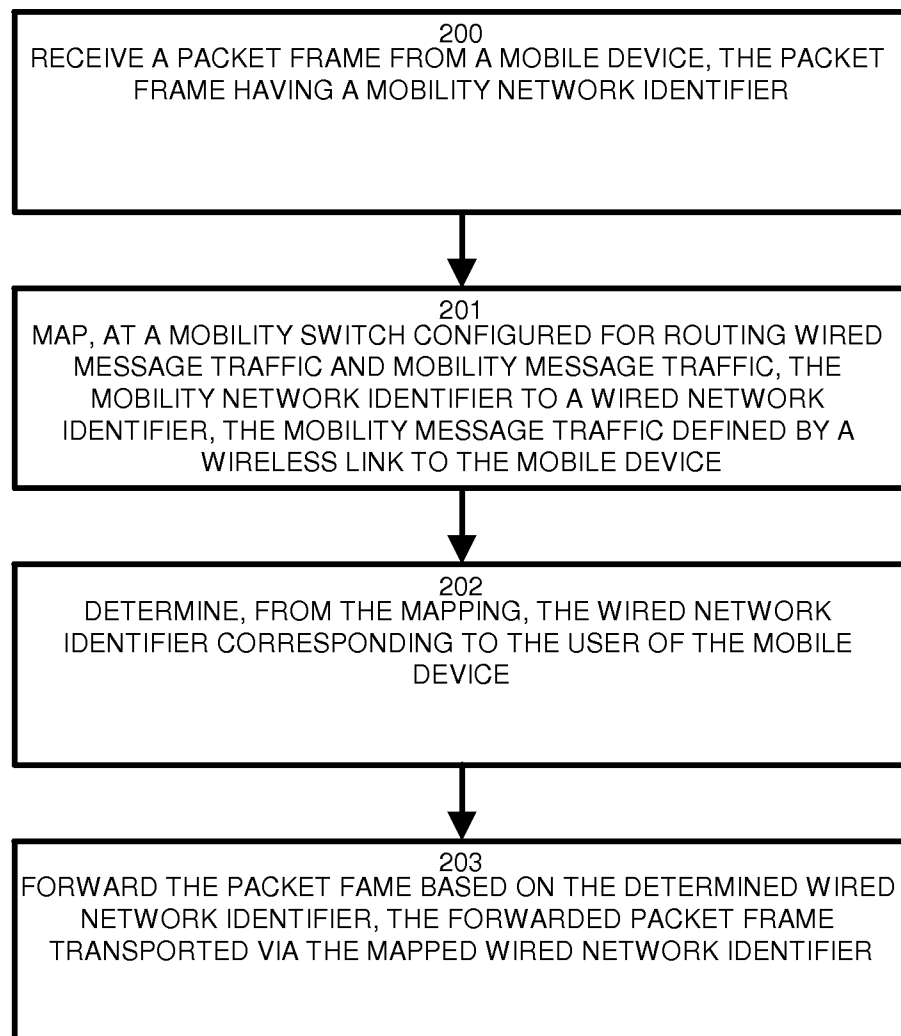 200
RECEIVE A PACKET FRAME FROM A MOBILE DEVICE, THE PACKET
FRAME HAVING A MOBILITY NETWORK IDENTIFIER
201
MAP, AT A MOBILITY SWITCH CONFIGURED FOR ROUTING WIRED
MESSAGE TRAFFIC AND MOBILITY MESSAGE TRAFFIC, THE
MOBILITY NETWORK IDENTIFIER TO A WIRED NETWORK
IDENTIFIER, THE MOBILITY MESSAGE TRAFFIC DEFINED BY A
WIRELESS LINK TO THE MOBILE DEVICE
202
DETERMINE, FROM THE MAPPING, THE WIRED NETWORK
IDENTIFIER CORRESPONDING TO THE USER OF THE MOBILE
DEVICE
203
FORWARD THE PACKET FAME BASED ON THE DETERMINED WIRED
NETWORK IDENTIFIER, THE FORWARDED PACKET FRAME
TRANSPORTED VIA THE MAPPED WIRED NETWORK IDENTIFIER